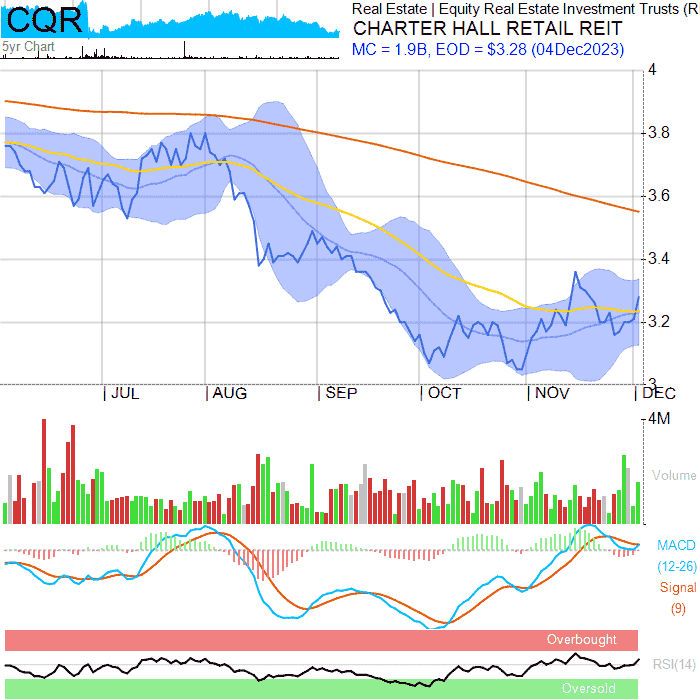 CQR
5yr Chart
Real Estate | Equity Real Estate Investment Trusts (R
CHARTER HALL RETAIL REIT
MC = 1.9B, EOD = $3.28 (04Dec2023)
4
3.8
3.6
3.4
3.2
3
JUL AUG SEP OCT NOV DEC
4M
Volume
MACD
(12-26)
Signal
(9)
Overbought
RSI(14)
Oversold